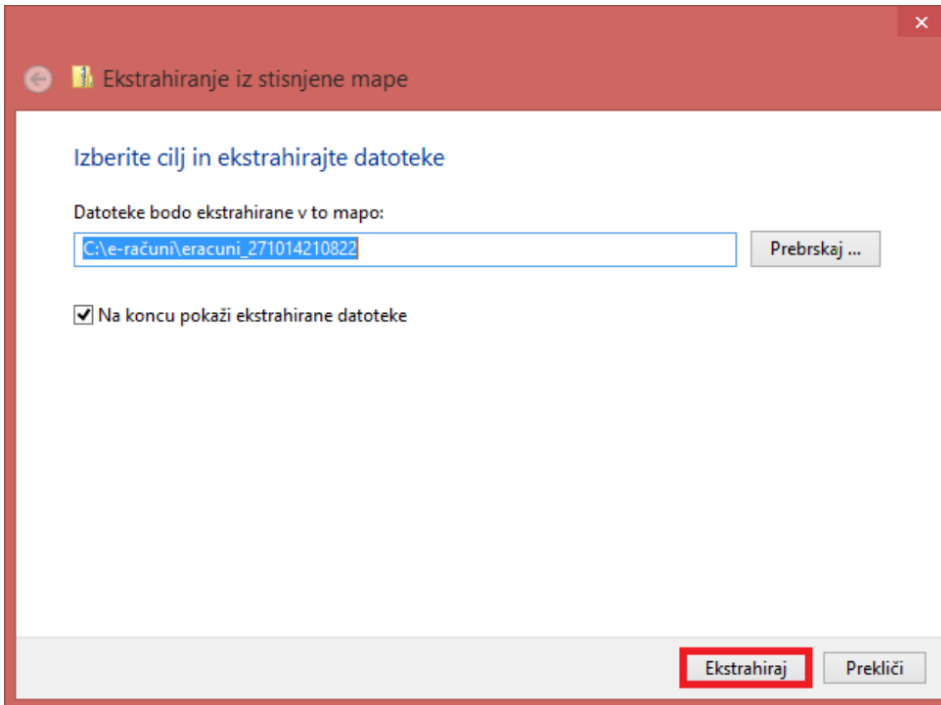 Ekstrahiranje iz stisnjene mape
Izberite cilj in ekstrahirajte datoteke
Datoteke bodo ekstrahirane v to mapo:
C:\e-računi\eracuni_271014210822
Prebrskaj ...
Na koncu pokaži ekstrahirane datoteke
Ekstrahiraj
Prekliči